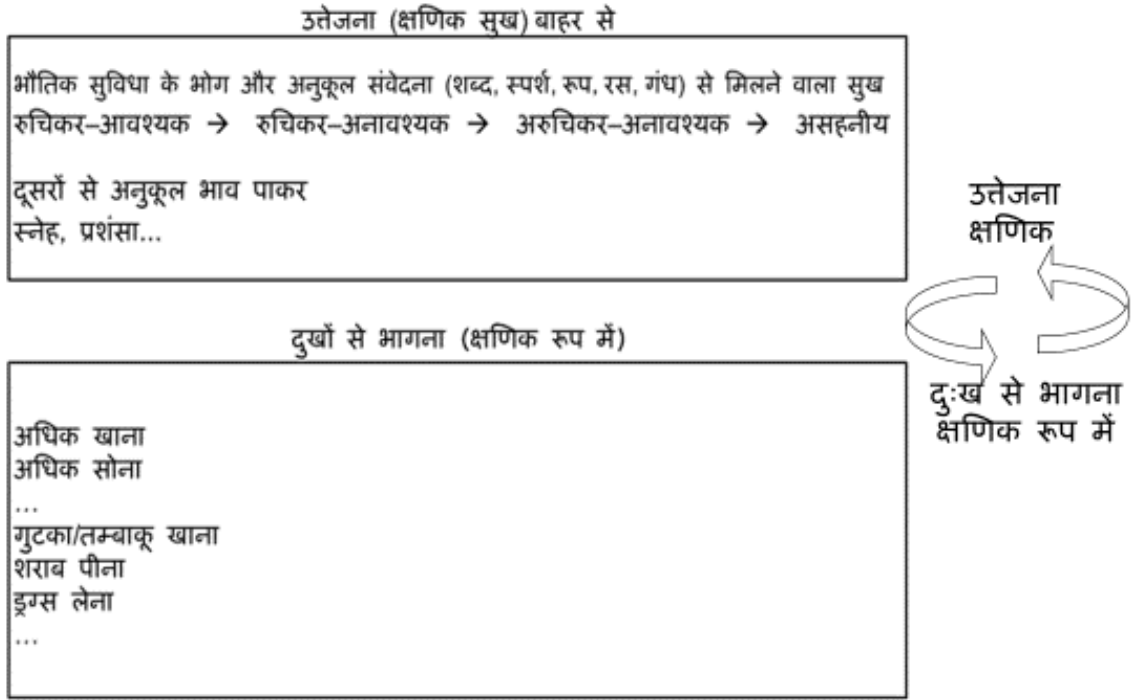 उत्तेजना (क्षणिक सुख) बाहर से
भौतिक सुविधा के भोग और अनुकूल संवेदना (शब्द, स्पर्श, रूप, रस, गंध) से मिलने वाला सुख
रुचिकर–आवश्यक → रुचिकर–अनावश्यक → अरुचिकर–अनावश्यक → असहनीय
दूसरों से अनुकूल भाव पाकर
स्नेह, प्रशंसा...
उत्तेजना
क्षणिक
दुखों से भागना (क्षणिक रूप में)
अधिक खाना
अधिक सोना
...
गुटका/तम्बाकू खाना
शराब पीना
ड्रग्स लेना
...
दुःख से भागना
क्षणिक रूप में